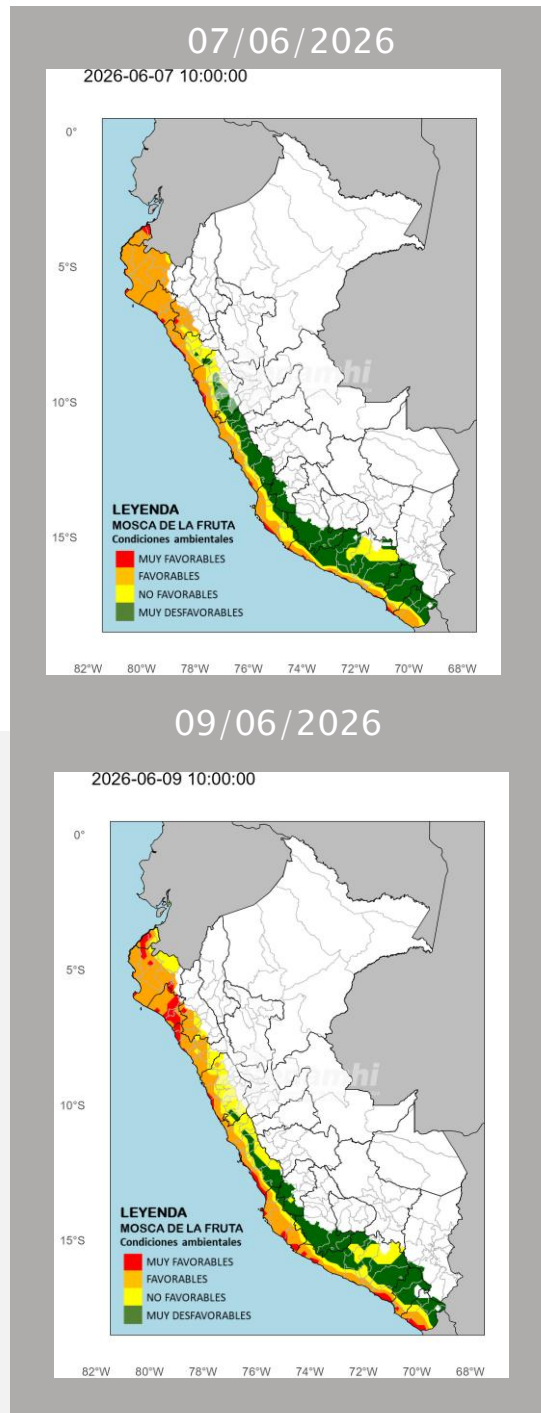 07/06/2026
2026-06-07 10:00:00
0°
5°S
10°S
15°S
LEYENDA
MOSCA DE LA FRUTA
Condiciones ambientales
MUY FAVORABLES
FAVORABLES
NO FAVORABLES
MUY DESFAVORABLES
82°W 80°W 78°W 76°W 74°W 72°W 70°W 68°W
09/06/2026
2026-06-09 10:00:00
0°
5°S
10°S
15°S
LEYENDA
MOSCA DE LA FRUTA
Condiciones ambientales
MUY FAVORABLES
FAVORABLES
NO FAVORABLES
MUY DESFAVORABLES
82°W 80°W 78°W 76°W 74°W 72°W 70°W 68°W